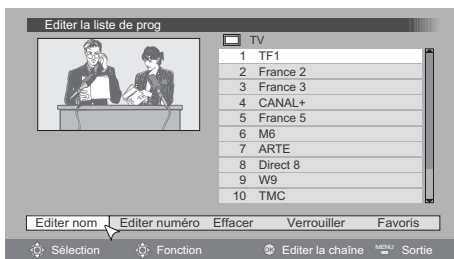 Editer la liste de prog
TV
1 TF1
2 France 2
3 France 3
4 CANAL+
5 France 5
6 M6
7 ARTE
8 Direct 8
9 W9
10 TMC
Editer nom Editer numéro Effacer Verrouiller Favoris
Sélection Fonction OK Editer la chaîne MENU Sortie